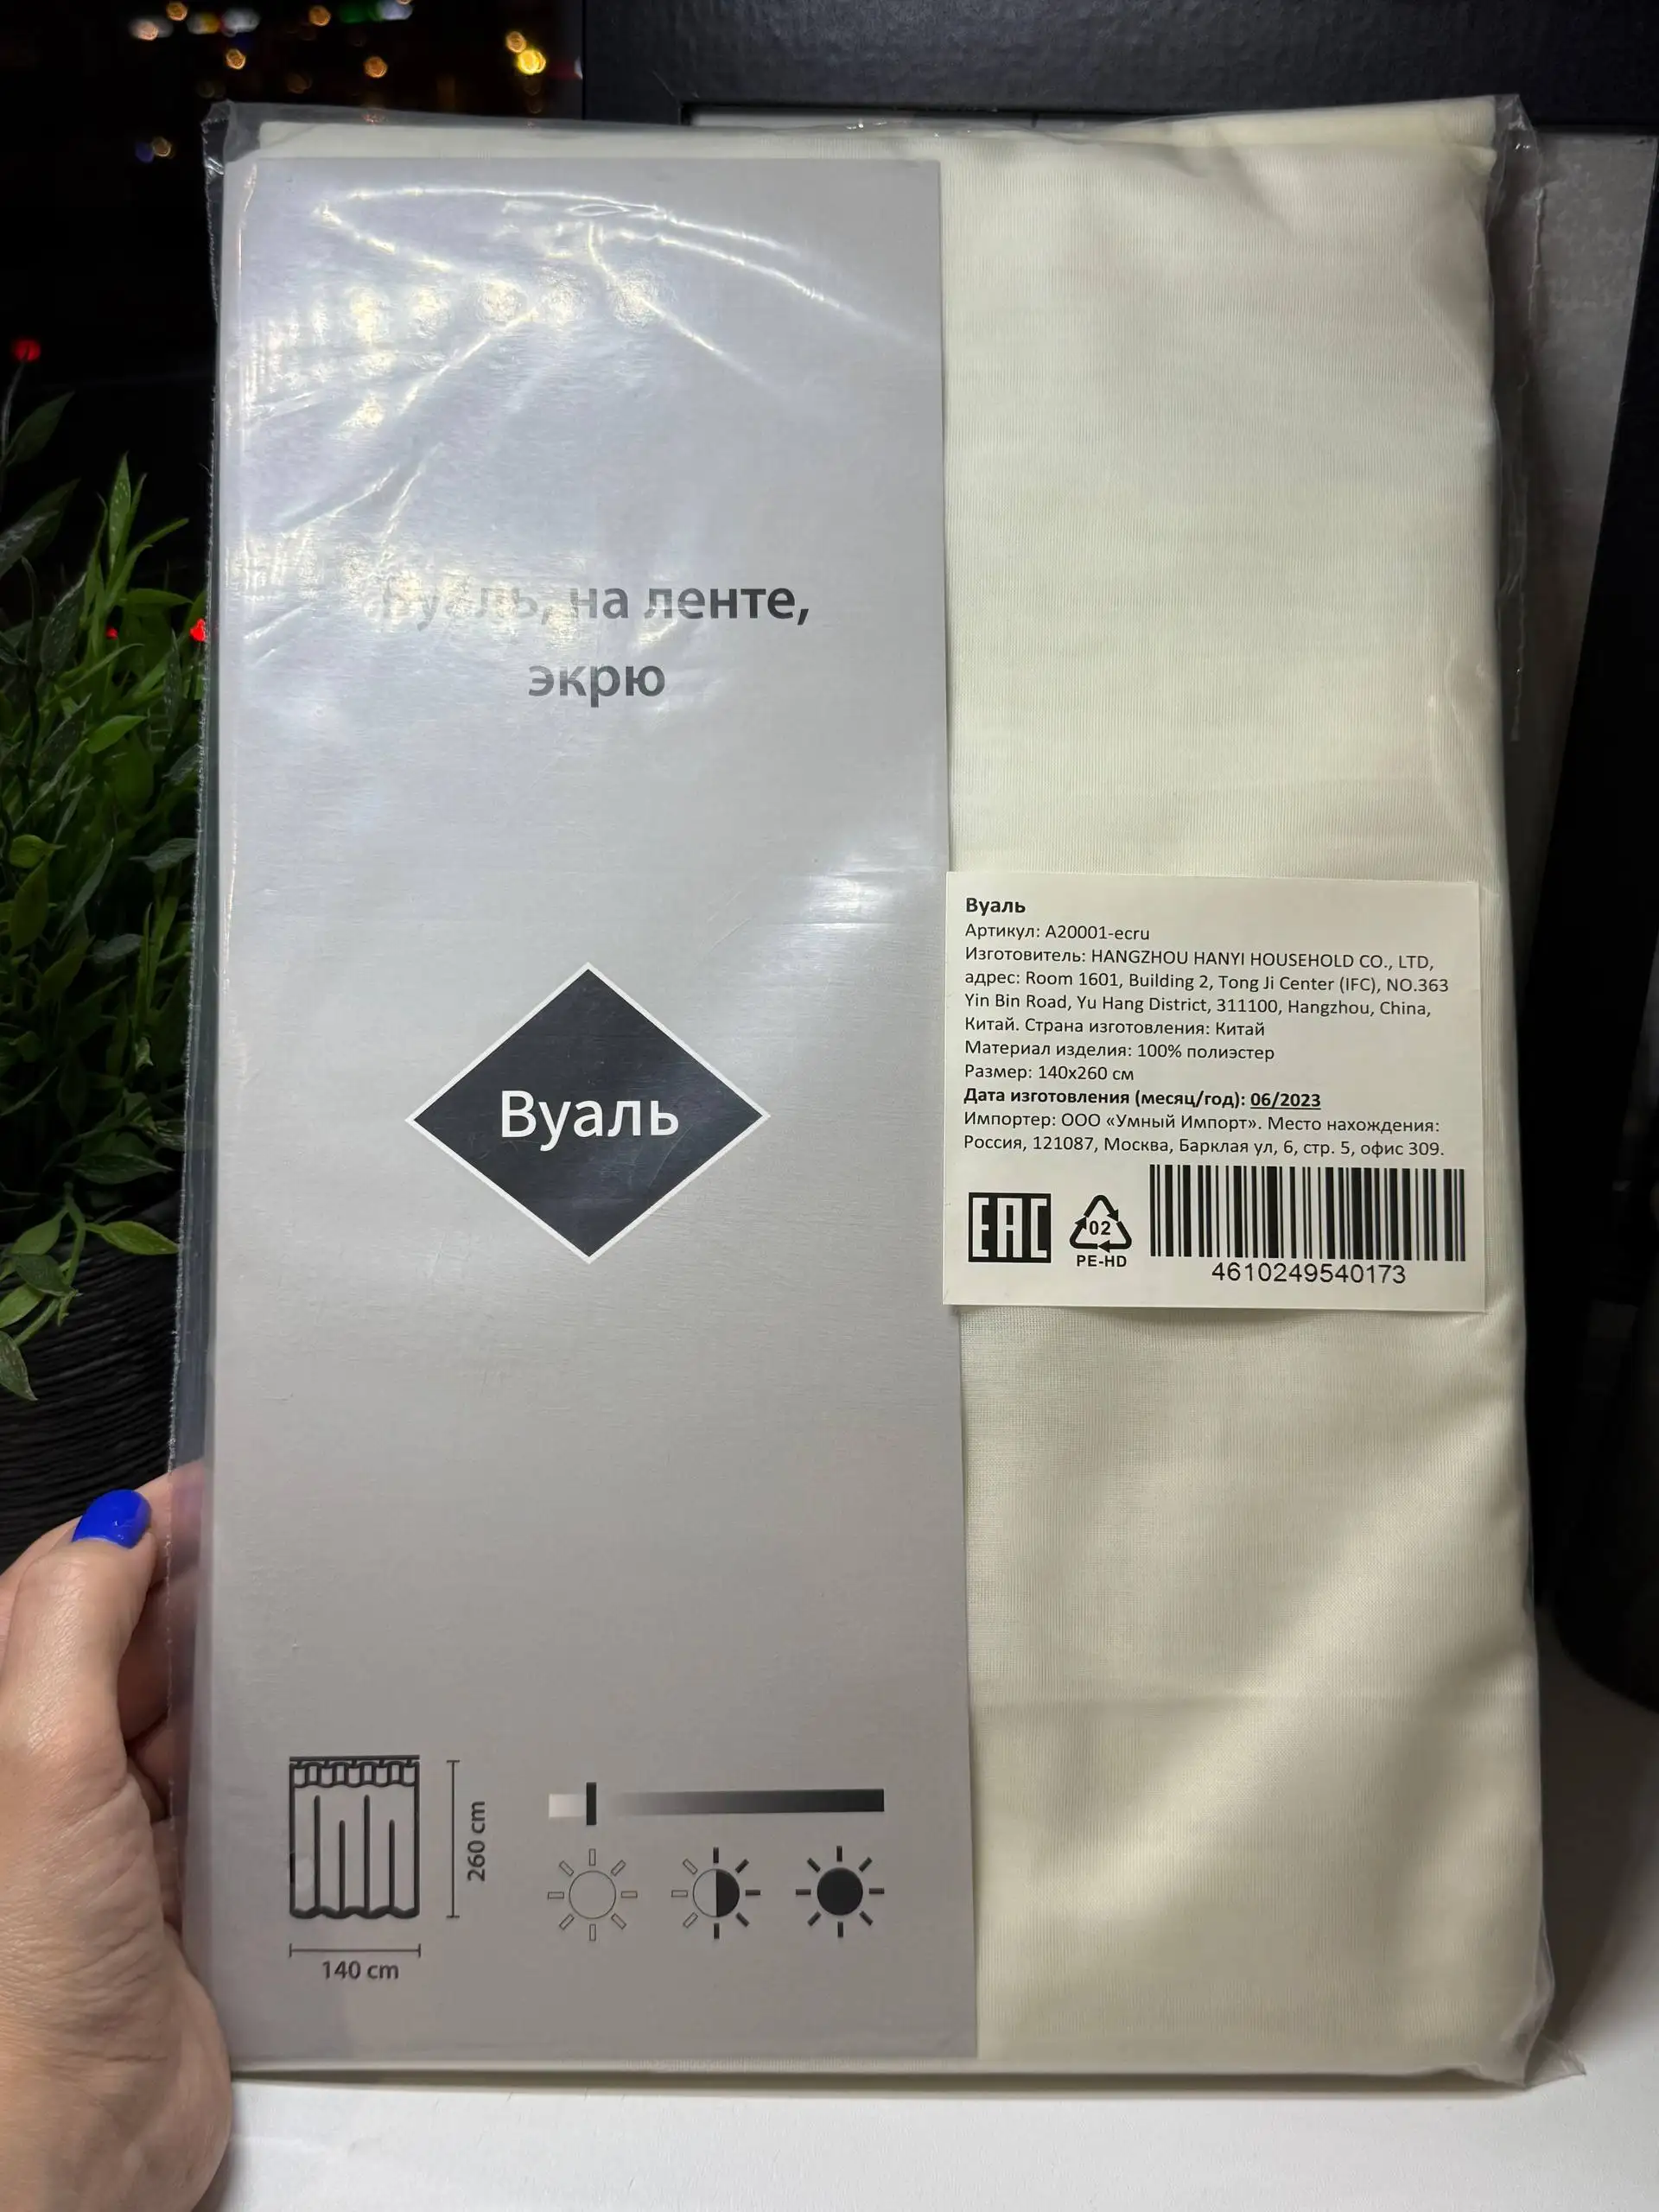 Вуаль, на ленте,
экрю
Вуаль
260 cm
140 cm
Вуаль
Артикул: A20001-ecru
Изготовитель: HANGZHOU HANYI HOUSEHOLD CO., LTD,
адрес: Room 1601, Building 2, Tong Ji Center (IFC), NO.363
Yin Bin Road, Yu Hang District, 311100, Hangzhou, China,
Китай. Страна изготовления: Китай
Материал изделия: 100% полиэстер
Размер: 140x260 см
Дата изготовления (месяц/год): 06/2023
Импортер: ООО «Умный Импорт». Место нахождения:
Россия, 121087, Москва, Барклая ул, 6, стр. 5, офис 309.
EAC
02
PE-HD
4610249540173